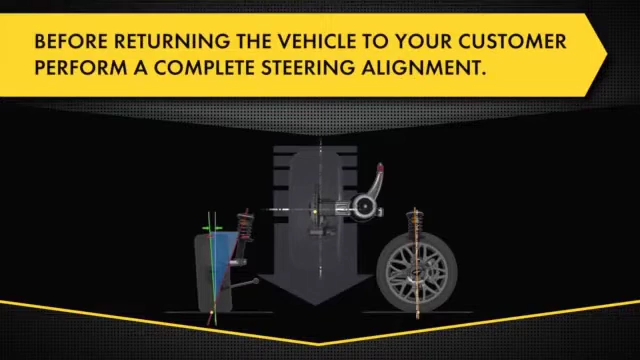 BEFORE RETURNING THE VEHICLE TO YOUR CUSTOMER
PERFORM A COMPLETE STEERING ALIGNMENT.